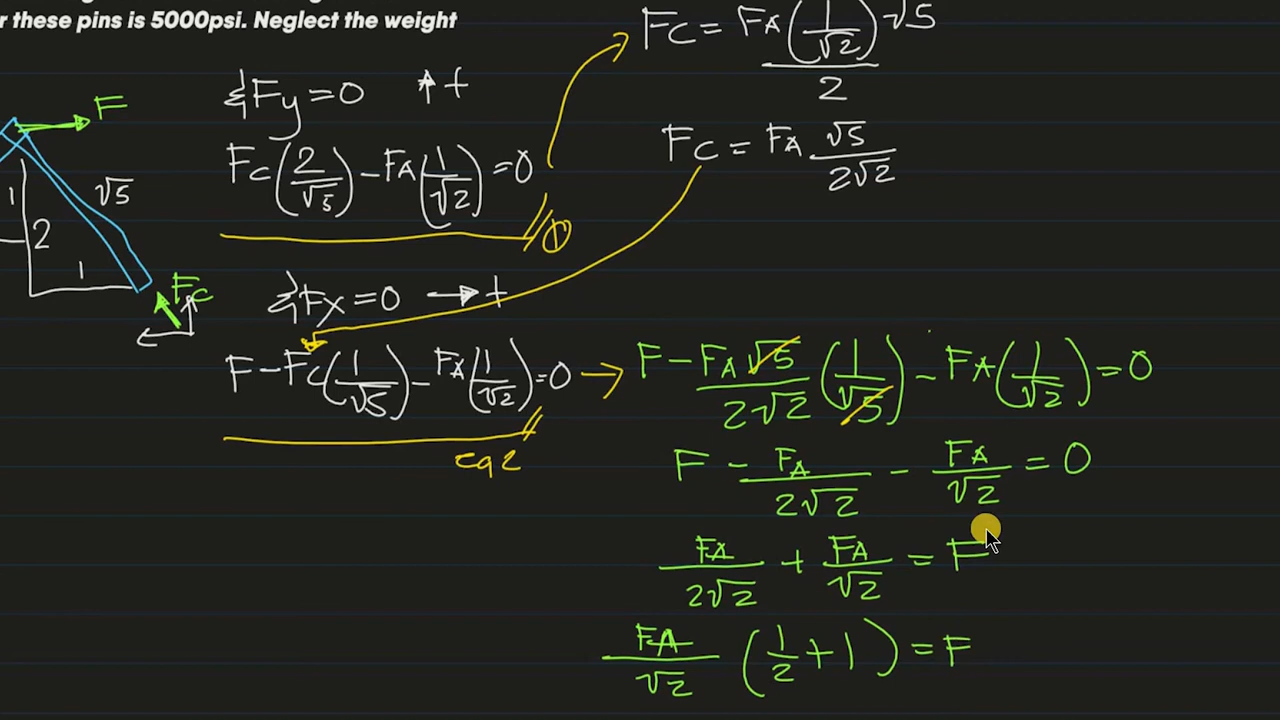 r these pins is 5000psi. Neglect the weight
F
1
√5
2
1
Fc
ΣFy = 0 ↑ +
Fc(2/√5) - FA(1/√2) = 0
①
ΣFx = 0 → +
F - Fc(1/√5) - FA(1/√2) = 0 →
eq2
Fc = FA(1/√2)√5 / 2
Fc = FA √5/2√2
F - FA√5/2√2 (1/√5) - FA(1/√2) = 0
F - FA/2√2 - FA/√2 = 0
FA/2√2 + FA/√2 = F
FA/√2 (1/2 + 1) = F